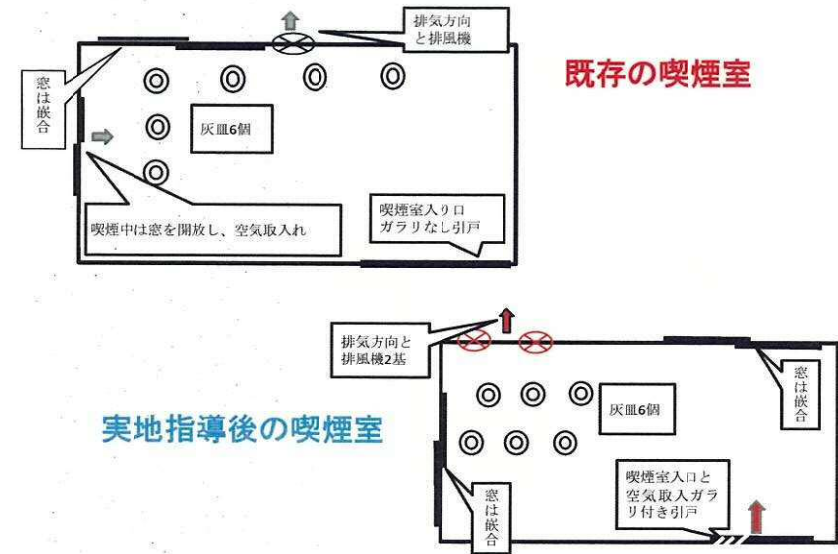 排気方向
と排風機
既存の喫煙室
窓は嵌合
灰皿6個
喫煙室入り口
ガラリなし引戸
喫煙中は窓を開放し、空気取入れ
排気方向と
排風機2基
窓は嵌合
灰皿6個
実地指導後の喫煙室
喫煙室入口と
空気取入ガラ
リ付き引戸
窓は嵌合